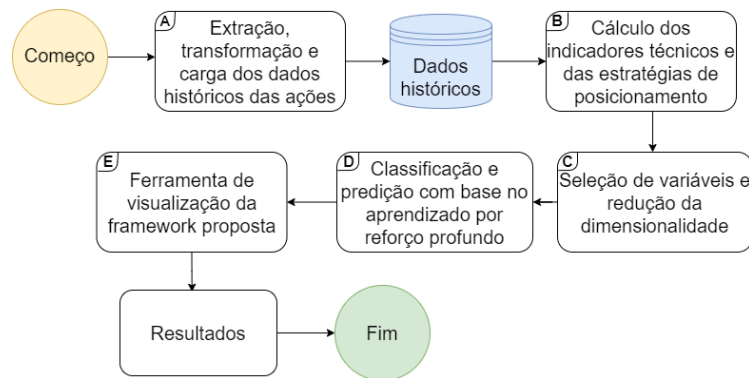 Começo
A
Extração,
transformação e
carga dos dados
históricos das ações
Dados
históricos
B
Cálculo dos
indicadores técnicos e
das estratégias de
posicionamento
C
Seleção de variáveis e
redução da
dimensionalidade
D
Classificação e
predição com base no
aprendizado por
reforço profundo
E
Ferramenta de
visualização da
framework proposta
Resultados
Fim